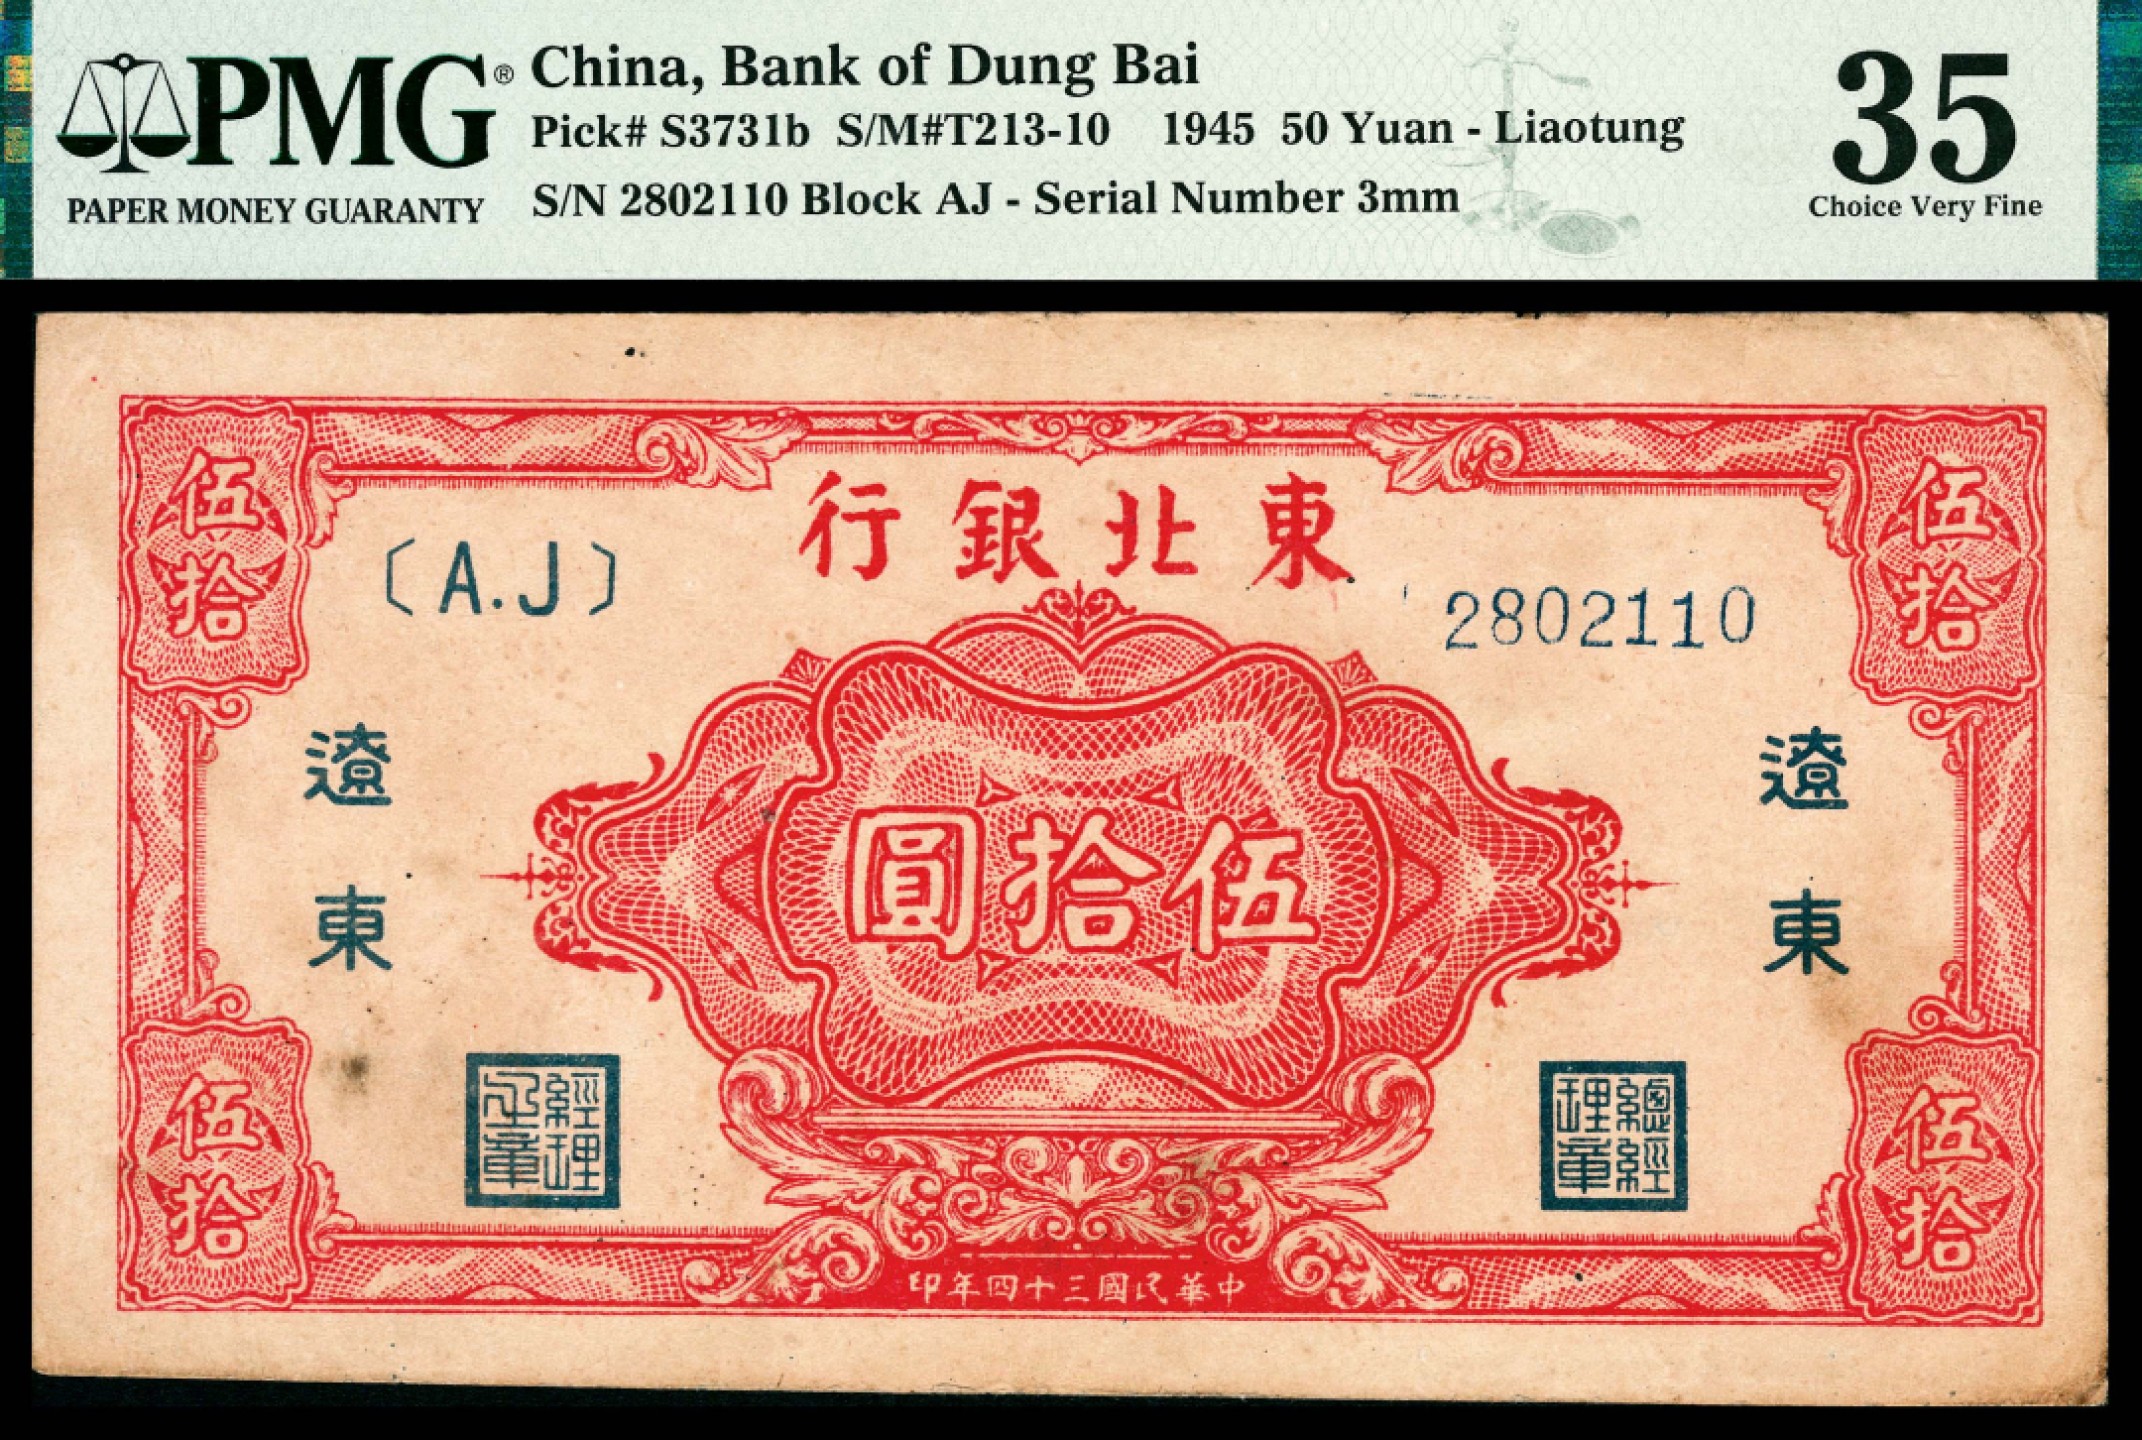 PMG®
PAPER MONEY GUARANTY
China, Bank of Dung Bai
Pick# S3731b S/M#T213-10 1945 50 Yuan - Liaotung
S/N 2802110 Block AJ - Serial Number 3mm
35
Choice Very Fine
伍拾
伍拾
行銀北東
〔A.J〕
2802110
遼東
遼東
圓拾伍
經理之章
總經理章
伍拾
伍拾
印年四十三國民華中